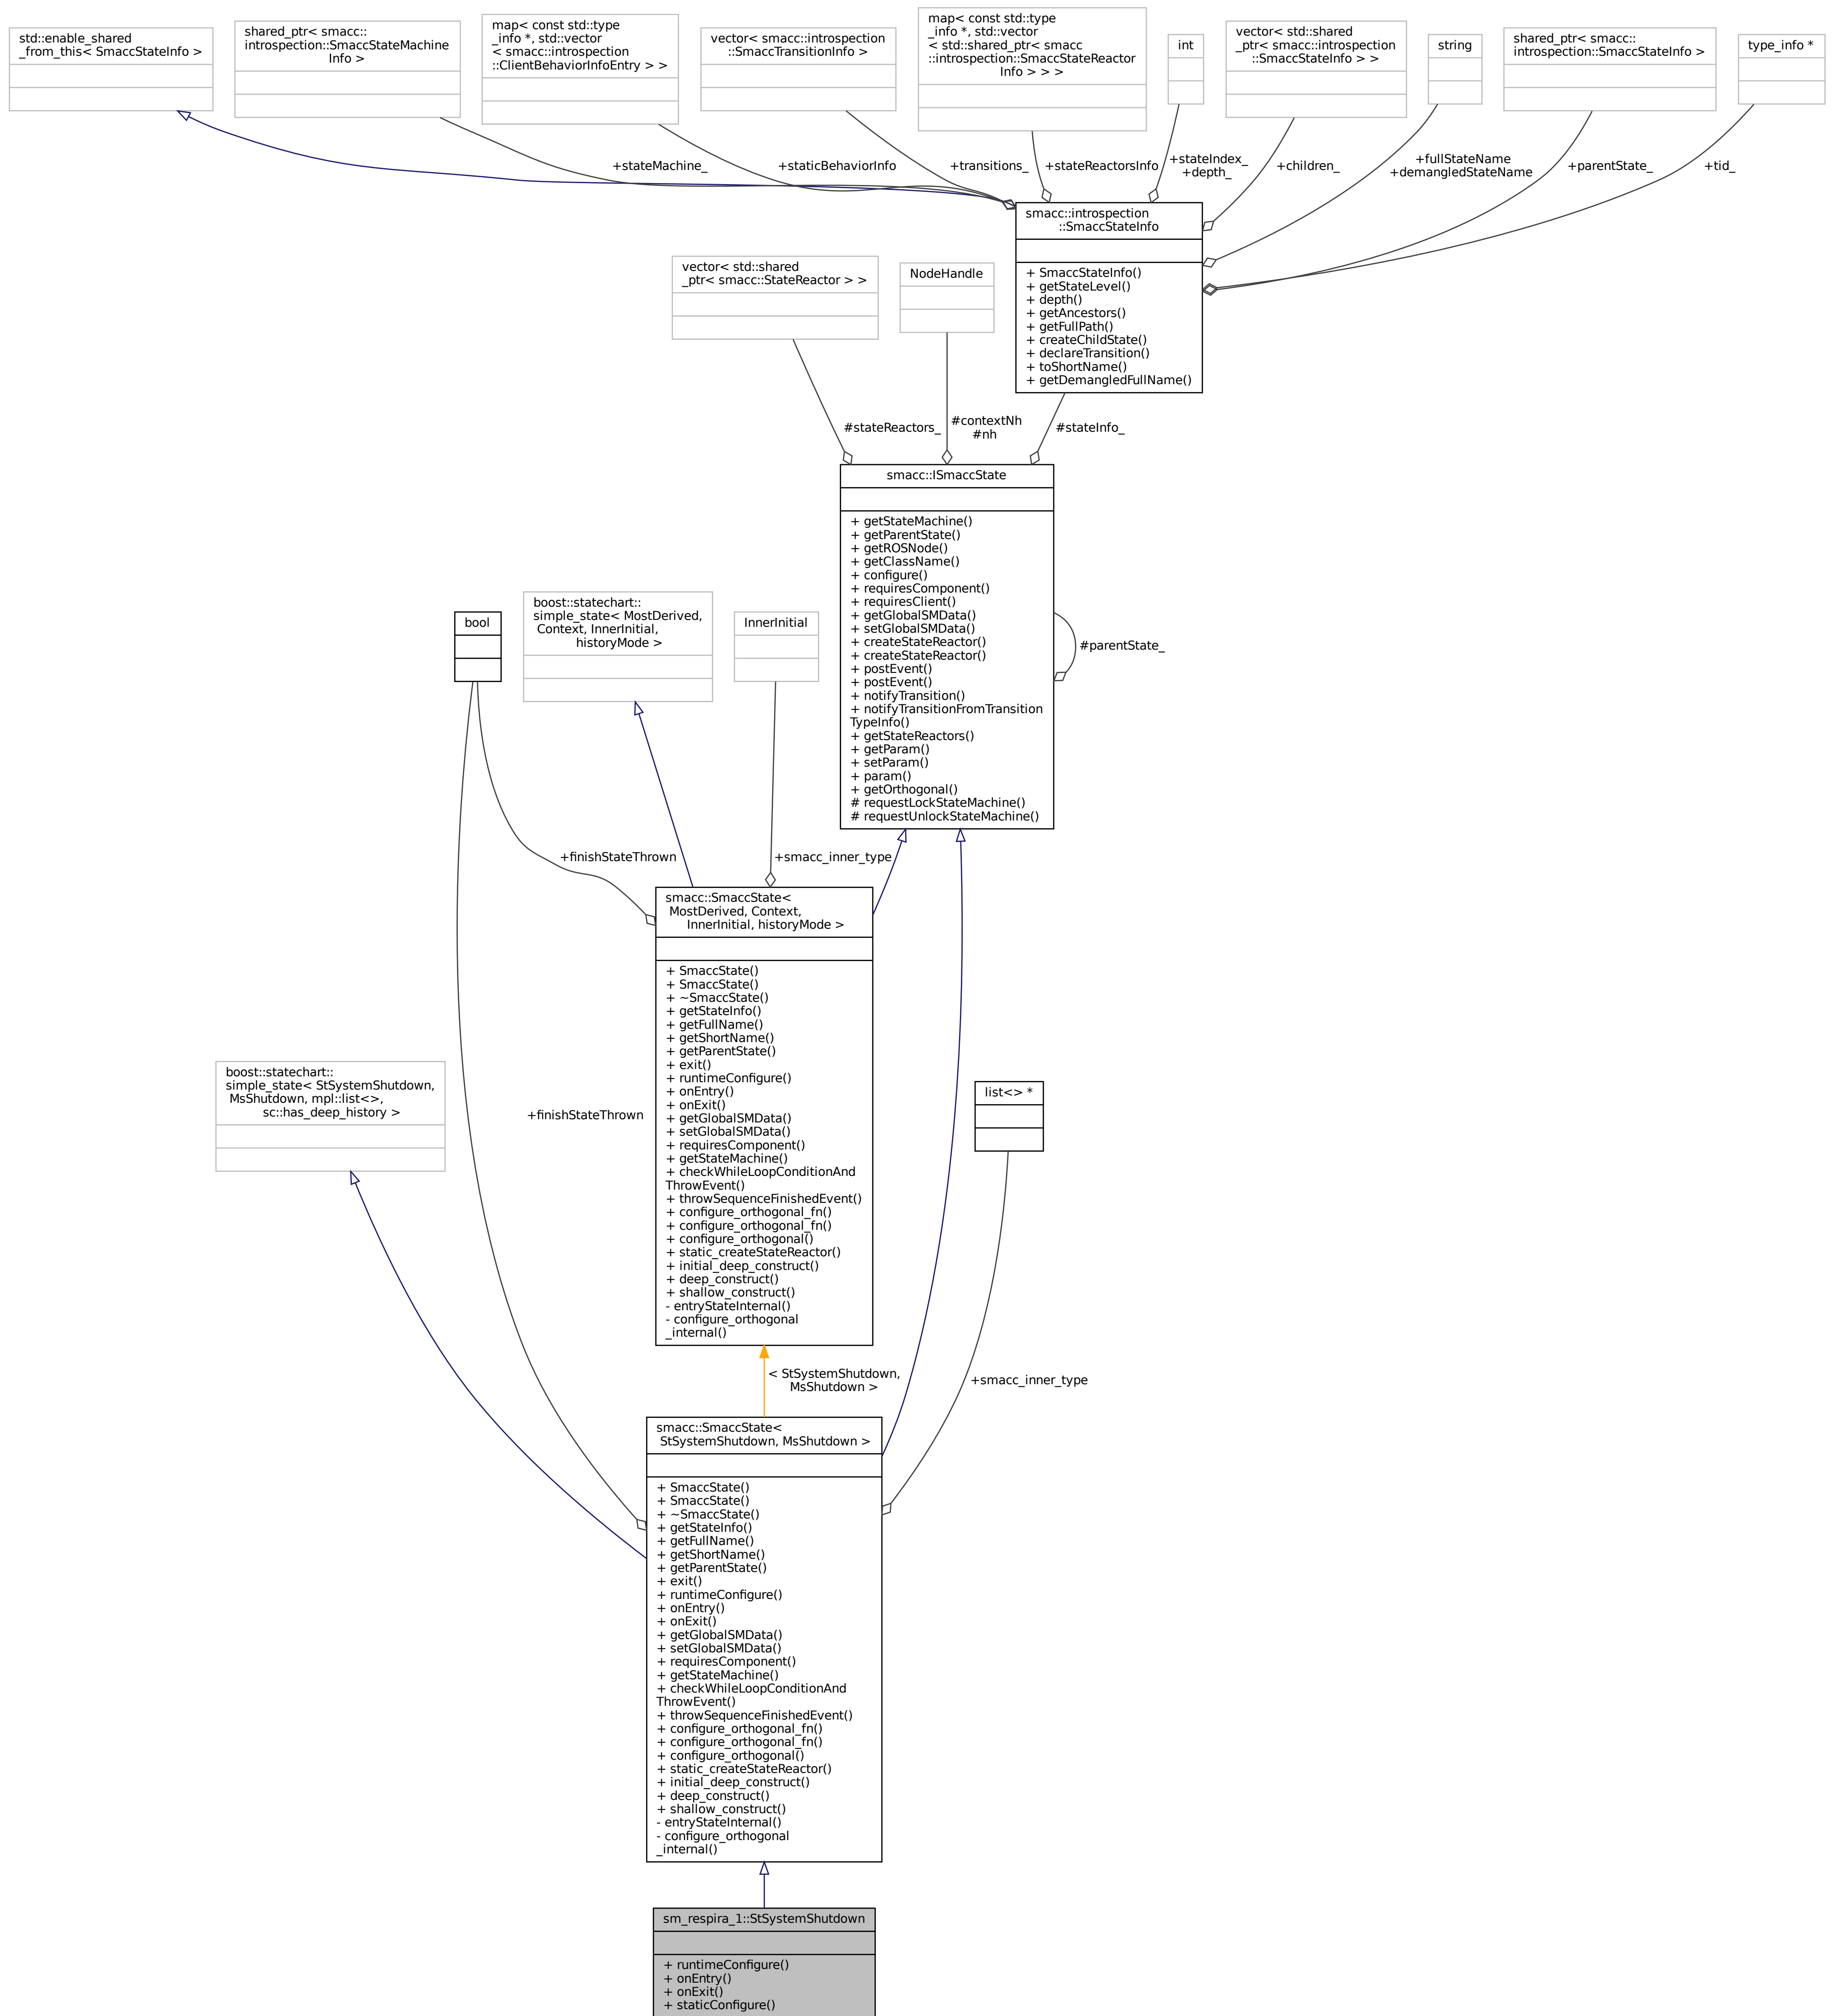 std::enable_shared
_from_this< SmaccStateInfo >
shared_ptr< smacc::
introspection::SmaccStateMachine
Info >
map< const std::type
_info *, std::vector
< smacc::introspection
::ClientBehaviorInfoEntry > >
vector< smacc::introspection
::SmaccTransitionInfo >
map< const std::type
_info *, std::vector
< std::shared_ptr< smacc
::introspection::SmaccStateReactor
Info > > >
int
vector< std::shared
_ptr< smacc::introspection
::SmaccStateInfo > >
string
shared_ptr< smacc::
introspection::SmaccStateInfo >
type_info *
+stateMachine_
+staticBehaviorInfo
+transitions_
+stateReactorsInfo
+stateIndex_
+depth_
+children_
+fullStateName
+demangledStateName
+parentState_
+tid_
smacc::introspection
::SmaccStateInfo
+ SmaccStateInfo()
+ getStateLevel()
+ depth()
+ getAncestors()
+ getFullPath()
+ createChildState()
+ declareTransition()
+ toShortName()
+ getDemangledFullName()
vector< std::shared
_ptr< smacc::StateReactor > >
NodeHandle
#stateReactors_
#contextNh
#nh
#stateInfo_
smacc::ISmaccState
+ getStateMachine()
+ getParentState()
+ getROSNode()
+ getClassName()
+ configure()
+ requiresComponent()
+ requiresClient()
+ getGlobalSMData()
+ setGlobalSMData()
+ createStateReactor()
+ createStateReactor()
+ postEvent()
+ postEvent()
+ notifyTransition()
+ notifyTransitionFromTransition
TypeInfo()
+ getStateReactors()
+ getParam()
+ setParam()
+ param()
+ getOrthogonal()
# requestLockStateMachine()
# requestUnlockStateMachine()
#parentState_
bool
boost::statechart::
simple_state< MostDerived,
Context, InnerInitial,
historyMode >
InnerInitial
+finishStateThrown
+smacc_inner_type
smacc::SmaccState<
MostDerived, Context,
InnerInitial, historyMode >
+ SmaccState()
+ SmaccState()
+ ~SmaccState()
+ getStateInfo()
+ getFullName()
+ getShortName()
+ getParentState()
+ exit()
+ runtimeConfigure()
+ onEntry()
+ onExit()
+ getGlobalSMData()
+ setGlobalSMData()
+ requiresComponent()
+ getStateMachine()
+ checkWhileLoopConditionAnd
ThrowEvent()
+ throwSequenceFinishedEvent()
+ configure_orthogonal_fn()
+ configure_orthogonal_fn()
+ configure_orthogonal()
+ static_createStateReactor()
+ initial_deep_construct()
+ deep_construct()
+ shallow_construct()
- entryStateInternal()
- configure_orthogonal
_internal()
boost::statechart::
simple_state< StSystemShutdown,
MsShutdown, mpl::list<>,
sc::has_deep_history >
+finishStateThrown
list<> *
< StSystemShutdown,
MsShutdown >
+smacc_inner_type
smacc::SmaccState<
StSystemShutdown, MsShutdown >
+ SmaccState()
+ SmaccState()
+ ~SmaccState()
+ getStateInfo()
+ getFullName()
+ getShortName()
+ getParentState()
+ exit()
+ runtimeConfigure()
+ onEntry()
+ onExit()
+ getGlobalSMData()
+ setGlobalSMData()
+ requiresComponent()
+ getStateMachine()
+ checkWhileLoopConditionAnd
ThrowEvent()
+ throwSequenceFinishedEvent()
+ configure_orthogonal_fn()
+ configure_orthogonal_fn()
+ configure_orthogonal()
+ static_createStateReactor()
+ initial_deep_construct()
+ deep_construct()
+ shallow_construct()
- entryStateInternal()
- configure_orthogonal
_internal()
sm_respira_1::StSystemShutdown
+ runtimeConfigure()
+ onEntry()
+ onExit()
+ staticConfigure()